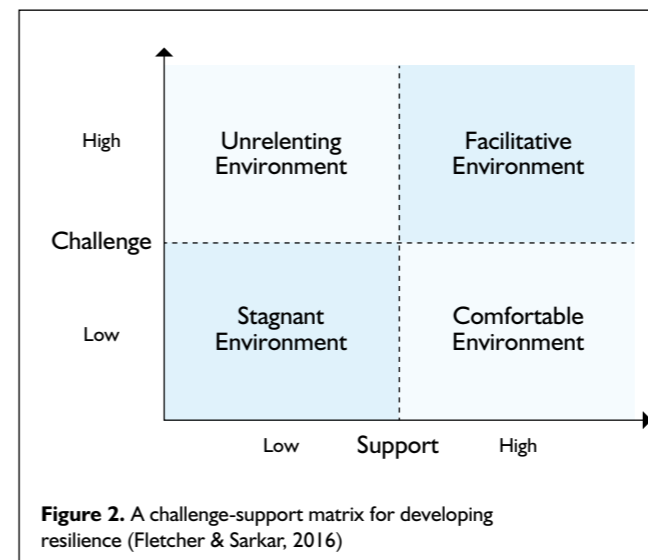 High
Unrelenting
Environment
Facilitative
Environment
Challenge
Low
Stagnant
Environment
Comfortable
Environment
Low
Support
High
Figure 2. A challenge-support matrix for developing
resilience (Fletcher & Sarkar, 2016)